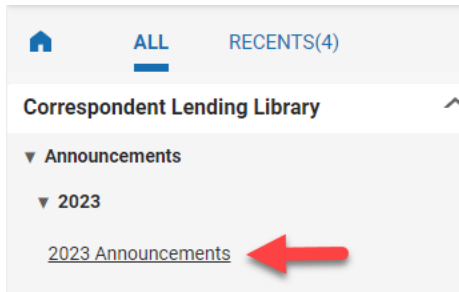 ALL RECENTS(4)
Correspondent Lending Library
Announcements
2023
2023 Announcements